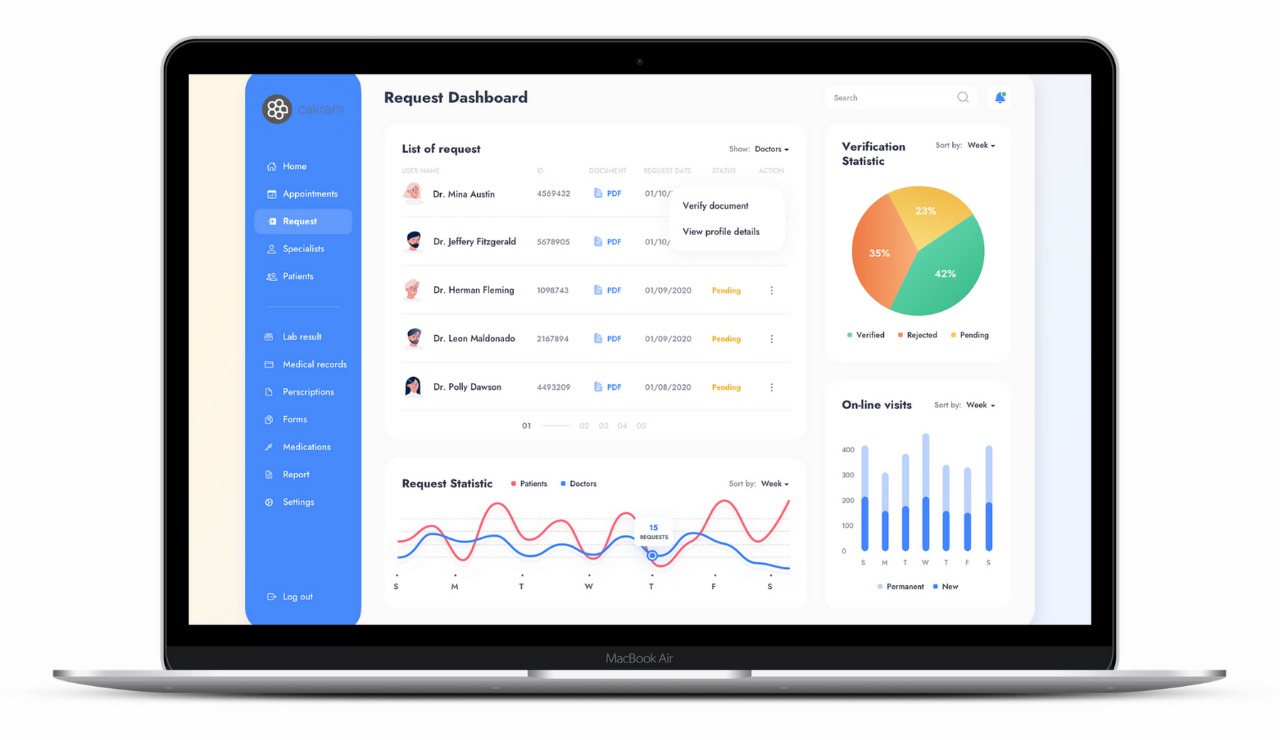 cakram
Home
Appointments
Request
Specialists
Patients
Lab result
Medical records
Perscriptions
Forms
Medications
Report
Settings
Log out
Request Dashboard
Search
List of request
Show: Doctors
USER NAME ID DOCUMENT REQUEST DATE STATUS ACTION
Dr. Mina Austin 4569432 PDF 01/10/
Verify document
View profile details
Dr. Jeffery Fitzgerald 5678905 PDF 01/10/
Dr. Herman Fleming 1098743 PDF 01/09/2020 Pending
Dr. Leon Maldonado 2167894 PDF 01/09/2020 Pending
Dr. Polly Dawson 4493209 PDF 01/08/2020 Pending
01 02 03 04 05
Verification
Statistic
Sort by: Week
23%
35%
42%
Verified Rejected Pending
Request Statistic Patients Doctors Sort by: Week
15
REQUESTS
S M T W T F S
On-line visits Sort by: Week
400
300
200
100
0
S M T W T F S
Permanent New
MacBook Air